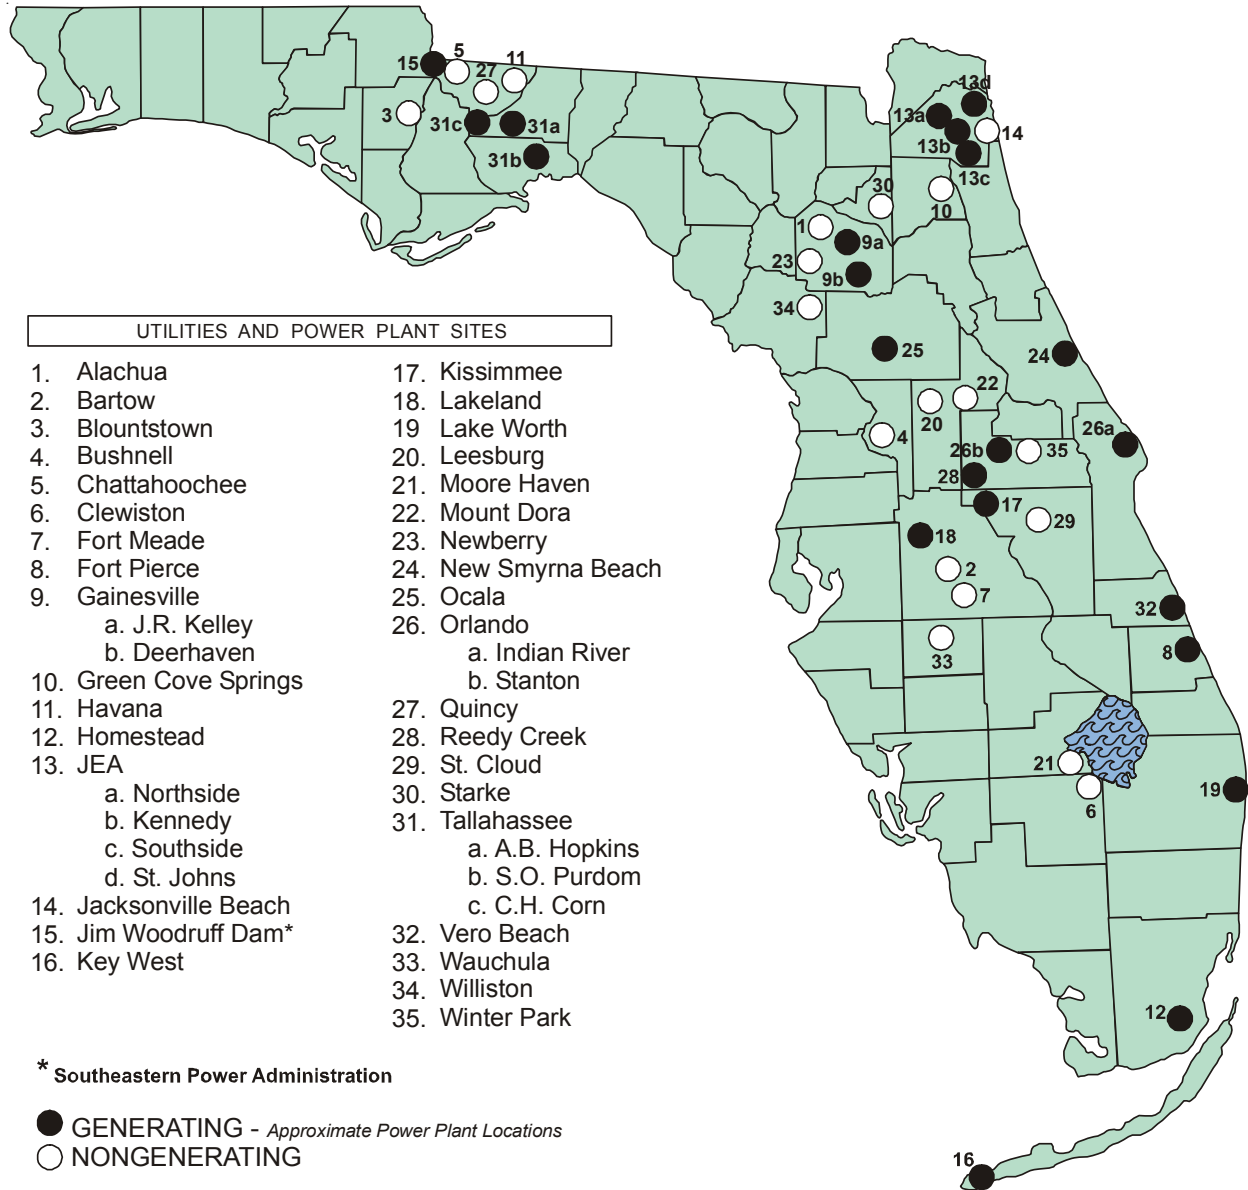 5
11
15
27
13d
3
31c
31a
13a
14
31b
13b
13c
30
10
1
9a
23
9b
34
UTILITIES AND POWER PLANT SITES
25
24
1. Alachua
2. Bartow
3. Blountstown
4. Bushnell
5. Chattahoochee
6. Clewiston
7. Fort Meade
8. Fort Pierce
9. Gainesville
a. J.R. Kelley
b. Deerhaven
10. Green Cove Springs
11. Havana
12. Homestead
13. JEA
a. Northside
b. Kennedy
c. Southside
d. St. Johns
14. Jacksonville Beach
15. Jim Woodruff Dam*
16. Key West
17. Kissimmee
18. Lakeland
19 Lake Worth
20. Leesburg
21. Moore Haven
22. Mount Dora
23. Newberry
24. New Smyrna Beach
25. Ocala
26. Orlando
a. Indian River
b. Stanton
27. Quincy
28. Reedy Creek
29. St. Cloud
30. Starke
31. Tallahassee
a. A.B. Hopkins
b. S.O. Purdom
c. C.H. Corn
32. Vero Beach
33. Wauchula
34. Williston
35. Winter Park
22
20
26a
4
26b
35
28
17
29
18
2
7
32
33
8
21
6
19
12
16
* Southeastern Power Administration
GENERATING - Approximate Power Plant Locations
NONGENERATING